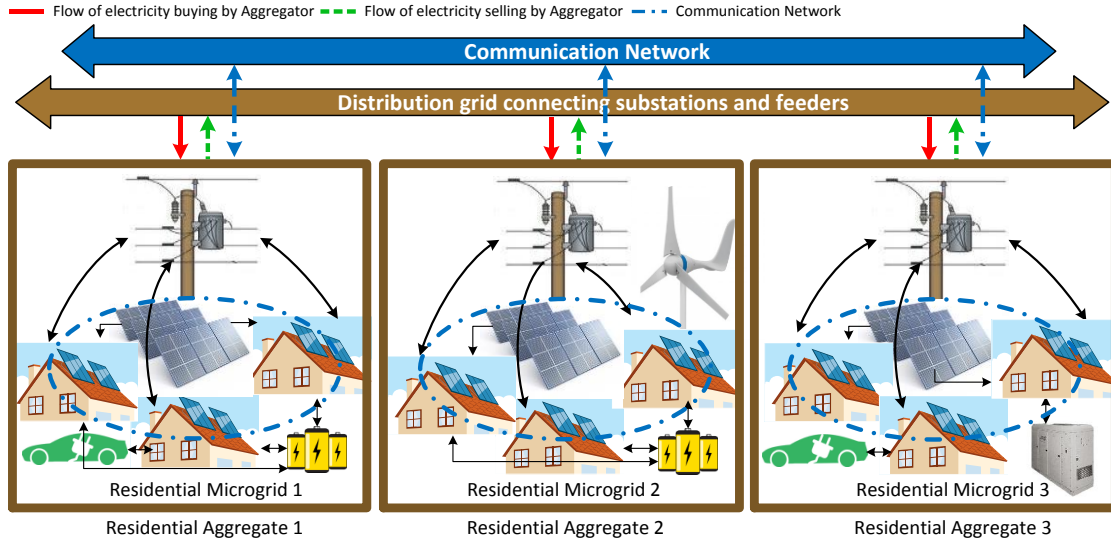 Flow of electricity buying by Aggregator
Flow of electricity selling by Aggregator
Communication Network
Communication Network
Distribution grid connecting substations and feeders
Residential Microgrid 1
Residential Microgrid 2
Residential Microgrid 3
Residential Aggregate 1
Residential Aggregate 2
Residential Aggregate 3